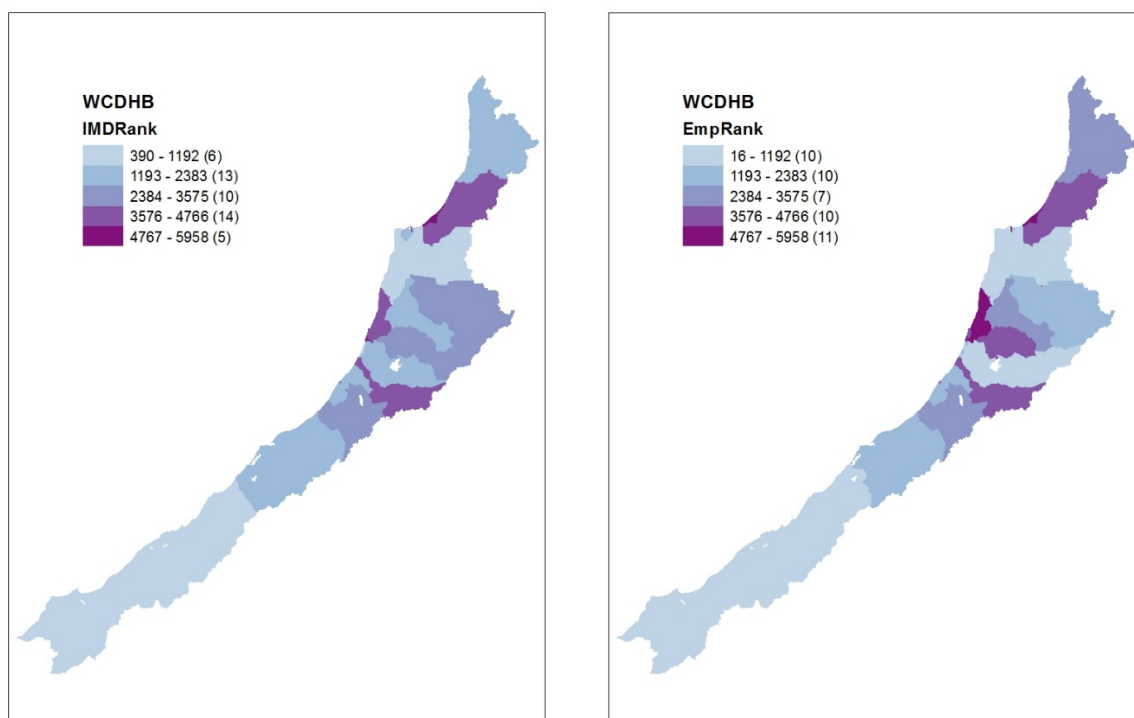 WCDHB
IMDRank
390 - 1192 (6)
1193 - 2383 (13)
2384 - 3575 (10)
3576 - 4766 (14)
4767 - 5958 (5)
WCDHB
EmpRank
16 - 1192 (10)
1193 - 2383 (10)
2384 - 3575 (7)
3576 - 4766 (10)
4767 - 5958 (11)